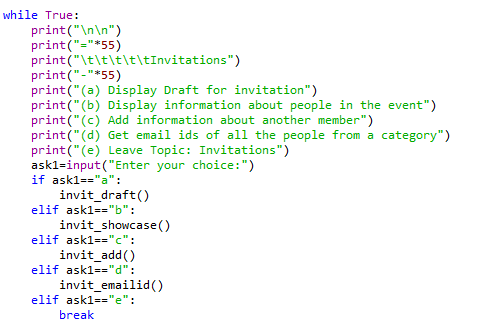 while True:
    print("\n\n")
    print("="*55)
    print("\t\t\t\t\tInvitations")
    print("-"*55)
    print("(a) Display Draft for invitation")
    print("(b) Display information about people in the event")
    print("(c) Add information about another member")
    print("(d) Get email ids of all the people from a category")
    print("(e) Leave Topic: Invitations")
    ask1=input("Enter your choice:")
    if ask1=="a":
        invit_draft()
    elif ask1=="b":
        invit_showcase()
    elif ask1=="c":
        invit_add()
    elif ask1=="d":
        invit_emailid()
    elif ask1=="e":
        break